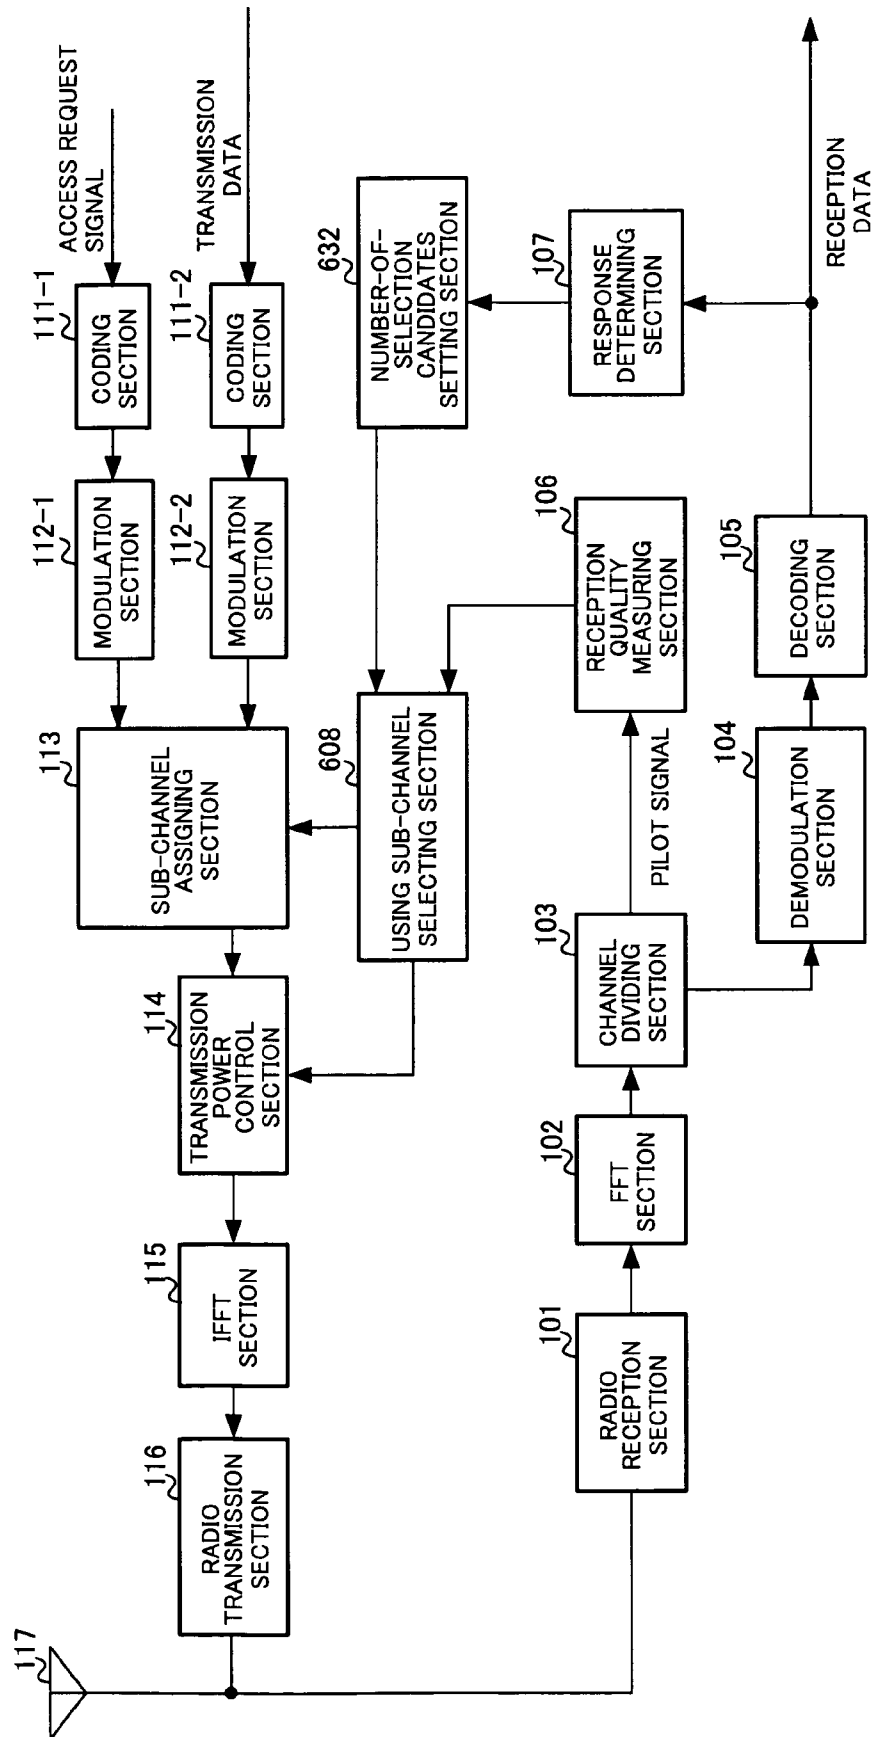 117
116
RADIO
TRANSMISSION
SECTION
115
IFFT
SECTION
114
TRANSMISSION
POWER
CONTROL
SECTION
113
SUB-CHANNEL
ASSIGNING
SECTION
112-1
MODULATION
SECTION
111-1
CODING
SECTION
ACCESS REQUEST
SIGNAL
112-2
MODULATION
SECTION
111-2
CODING
SECTION
TRANSMISSION
DATA
608
USING SUB-CHANNEL
SELECTING SECTION
632
NUMBER-OF-
SELECTION
CANDIDATES
SETTING SECTION
101
RADIO
RECEPTION
SECTION
102
FFT
SECTION
103
CHANNEL
DIVIDING
SECTION
PILOT SIGNAL
106
RECEPTION
QUALITY
MEASURING
SECTION
107
RESPONSE
DETERMINING
SECTION
104
DEMODULATION
SECTION
105
DECODING
SECTION
RECEPTION
DATA